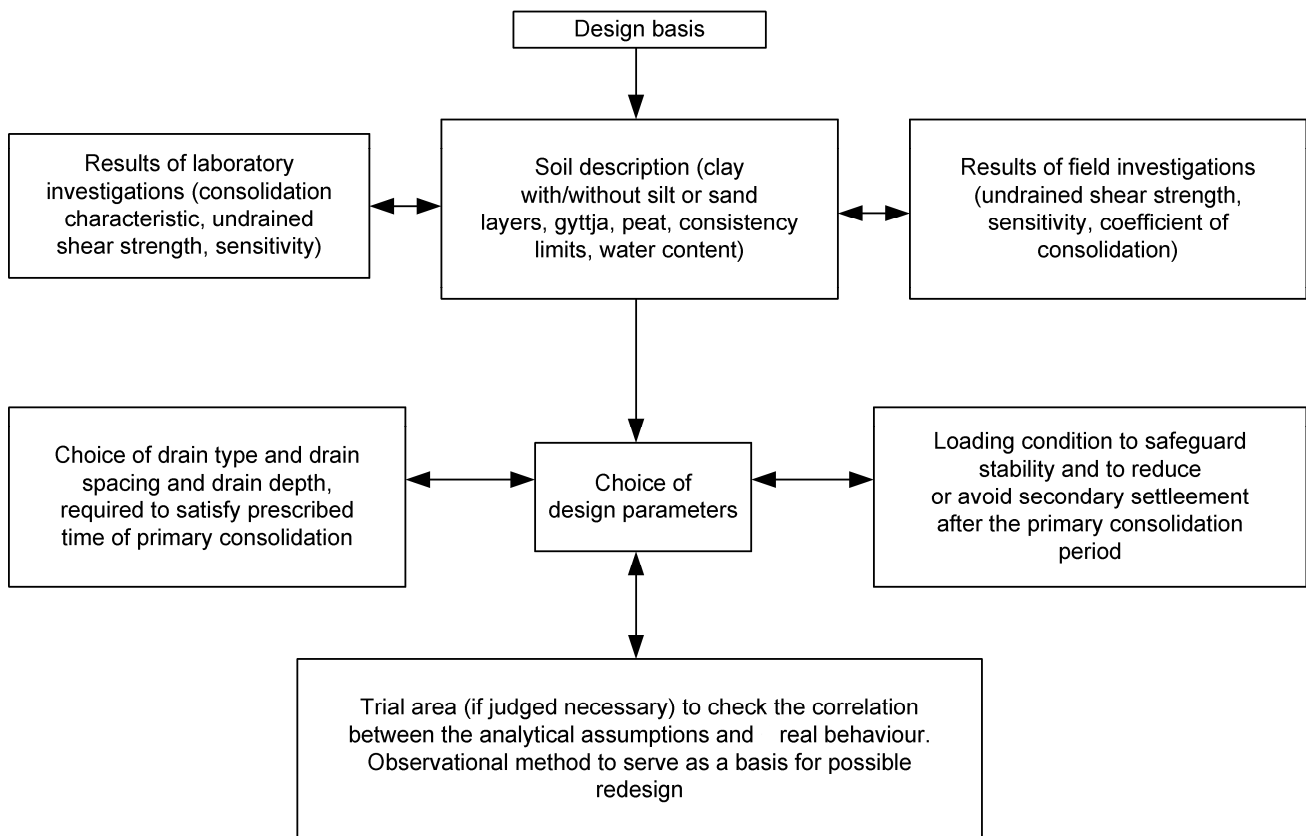 Design basis
Results of laboratory
investigations (consolidation
characteristic, undrained
shear strength, sensitivity)
Soil description (clay
with/without silt or sand
layers, gyttja, peat, consistency
limits, water content)
Results of field investigations
(undrained shear strength,
sensitivity, coefficient of
consolidation)
Choice of drain type and drain
spacing and drain depth,
required to satisfy prescribed
time of primary consolidation
Choice of
design parameters
Loading condition to safeguard
stability and to reduce
or avoid secondary settleement
after the primary consolidation
period
Trial area (if judged necessary) to check the correlation
between the analytical assumptions and real behaviour.
Observational method to serve as a basis for possible
redesign